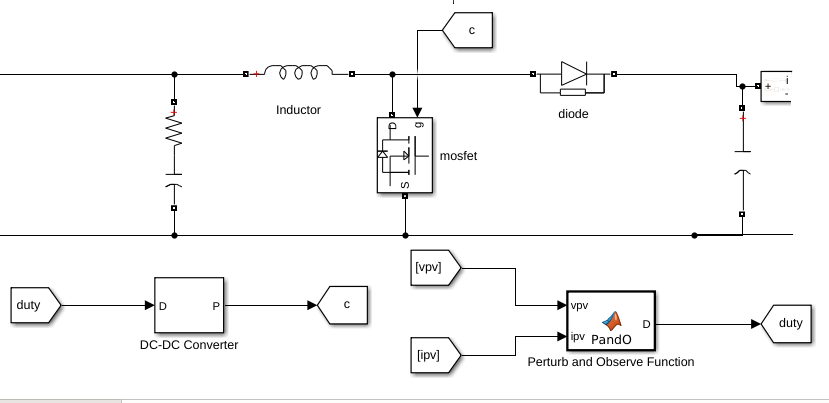 c
+
i
+
-
Inductor
diode
D
g
mosfet
S
+
+
[vpv]
duty
D
P
c
vpv
D
duty
ipv
PandO
[ipv]
DC-DC Converter
Perturb and Observe Function